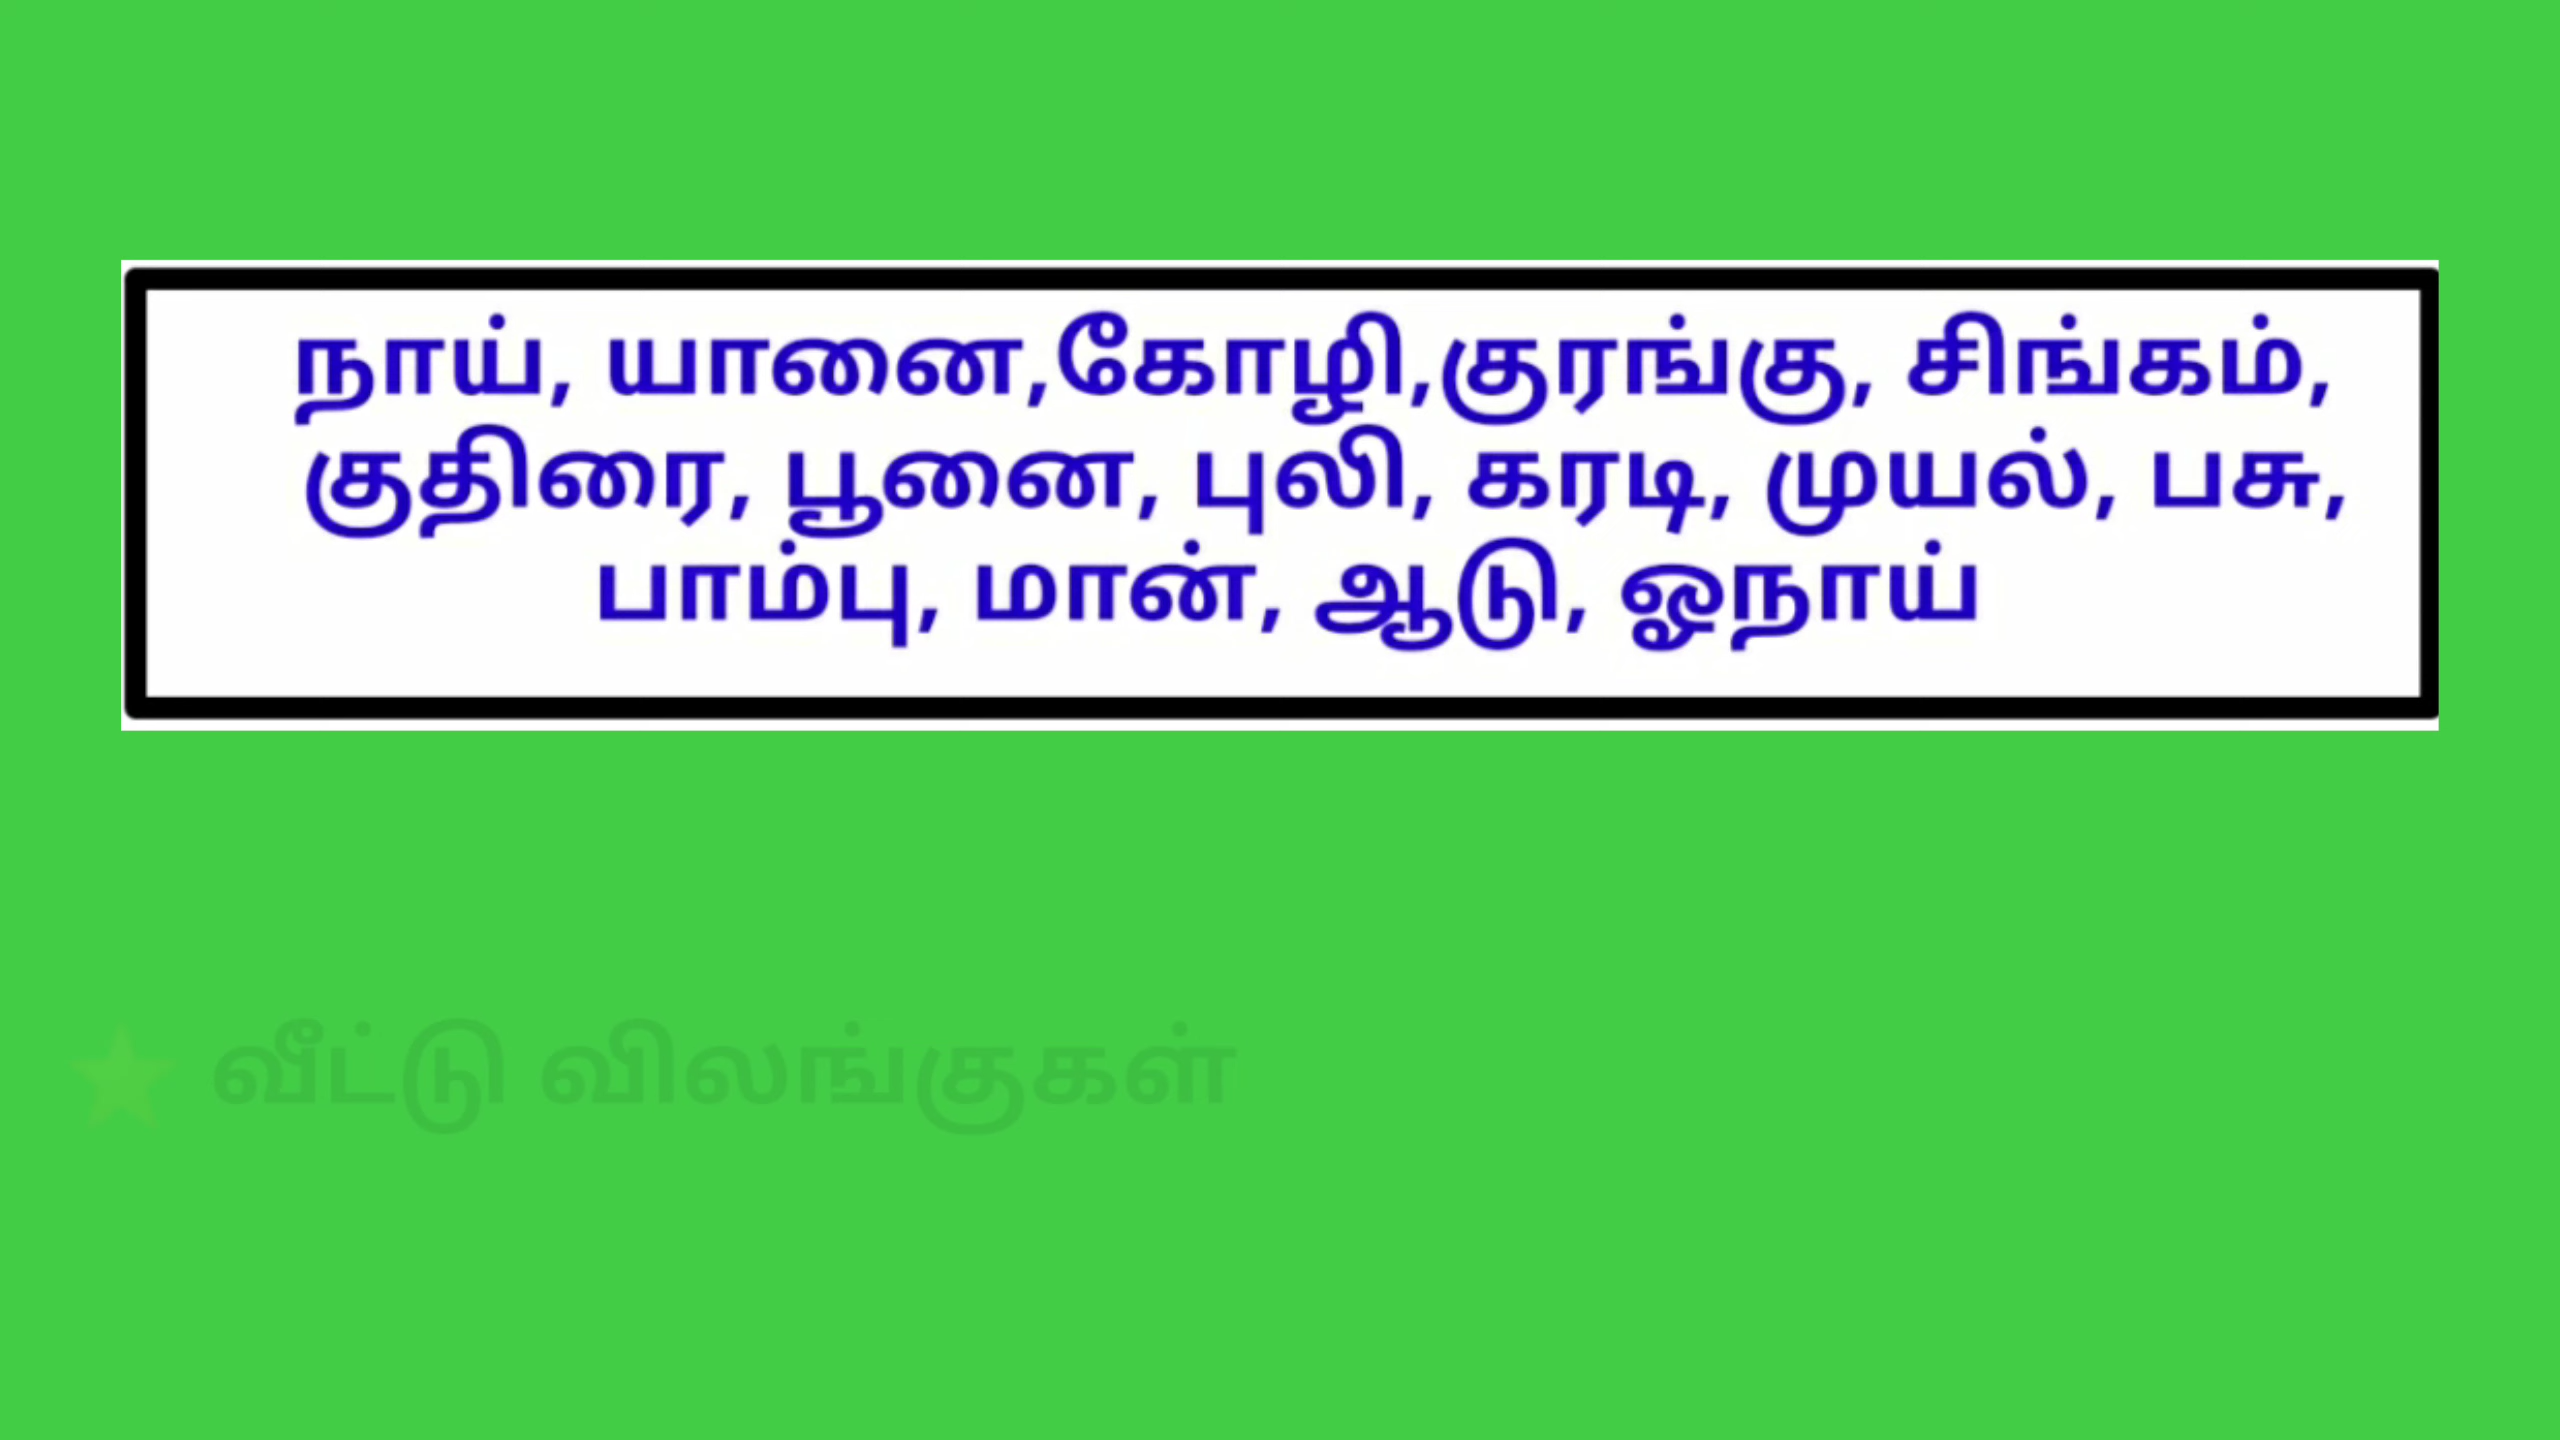 நாய், யானை,கோழி,குரங்கு, சிங்கம்,
குதிரை, பூனை, புலி, கரடி, முயல், பசு,
பாம்பு, மான், ஆடு, ஓநாய்
வீட்டு விலங்குகள்